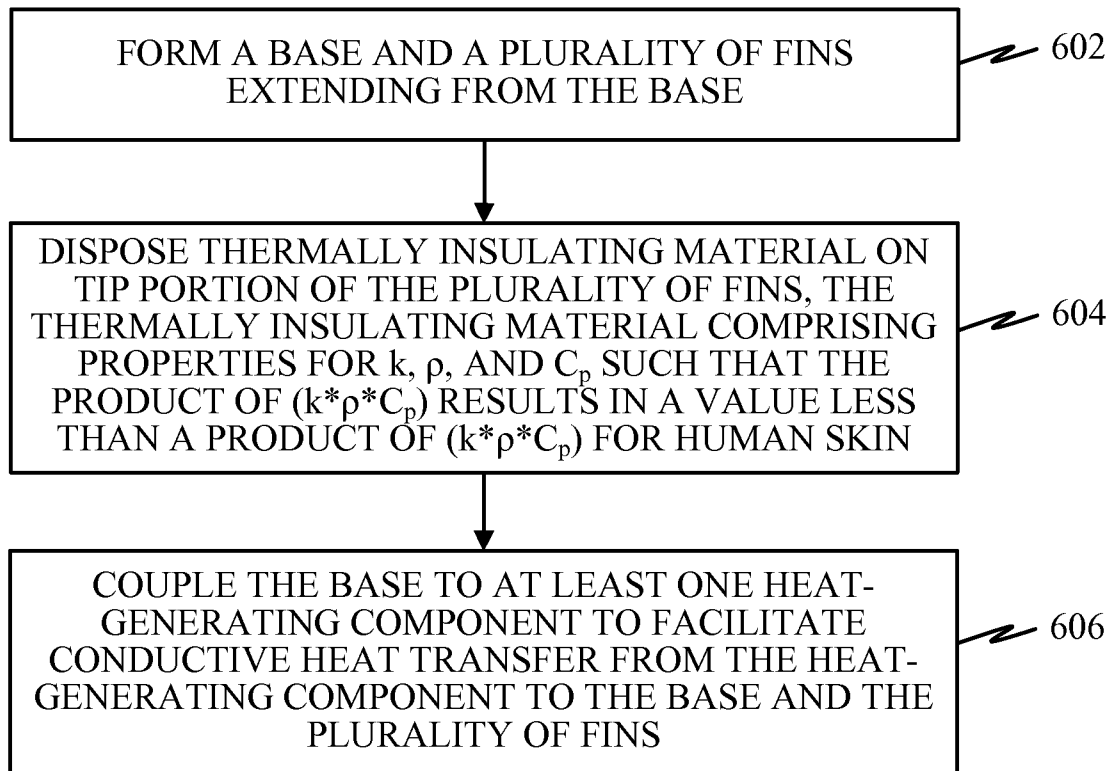 FORM A BASE AND A PLURALITY OF FINS
EXTENDING FROM THE BASE
602
DISPOSE THERMALLY INSULATING MATERIAL ON
TIP PORTION OF THE PLURALITY OF FINS, THE
THERMALLY INSULATING MATERIAL COMPRISING
PROPERTIES FOR k, ρ, AND Cₚ SUCH THAT THE
PRODUCT OF (k*ρ*Cₚ) RESULTS IN A VALUE LESS
THAN A PRODUCT OF (k*ρ*Cₚ) FOR HUMAN SKIN
604
COUPLE THE BASE TO AT LEAST ONE HEAT-
GENERATING COMPONENT TO FACILITATE
CONDUCTIVE HEAT TRANSFER FROM THE HEAT-
GENERATING COMPONENT TO THE BASE AND THE
PLURALITY OF FINS
606